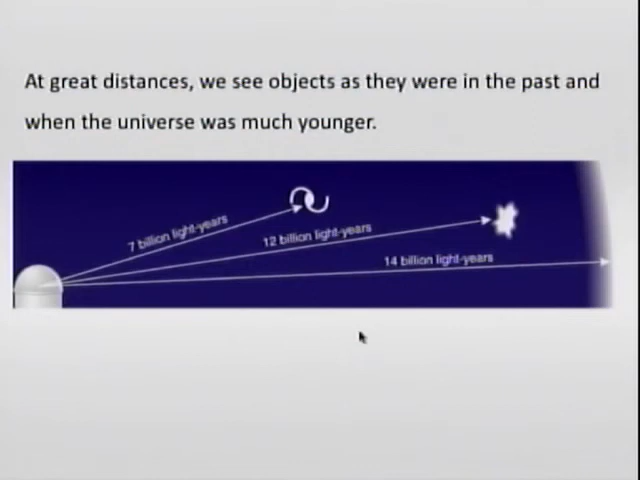 At great distances, we see objects as they were in the past and
when the universe was much younger.
7 billion light-years
12 billion light-years
14 billion light-years